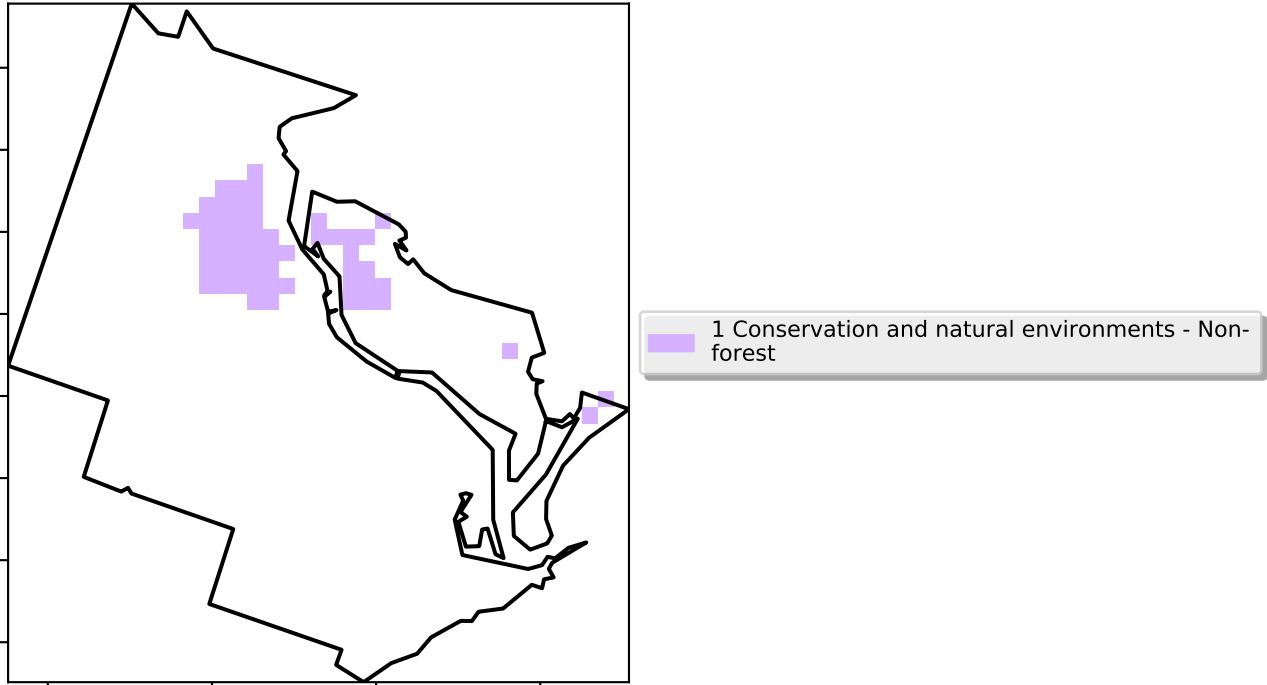 1 Conservation and natural environments - Non-
forest